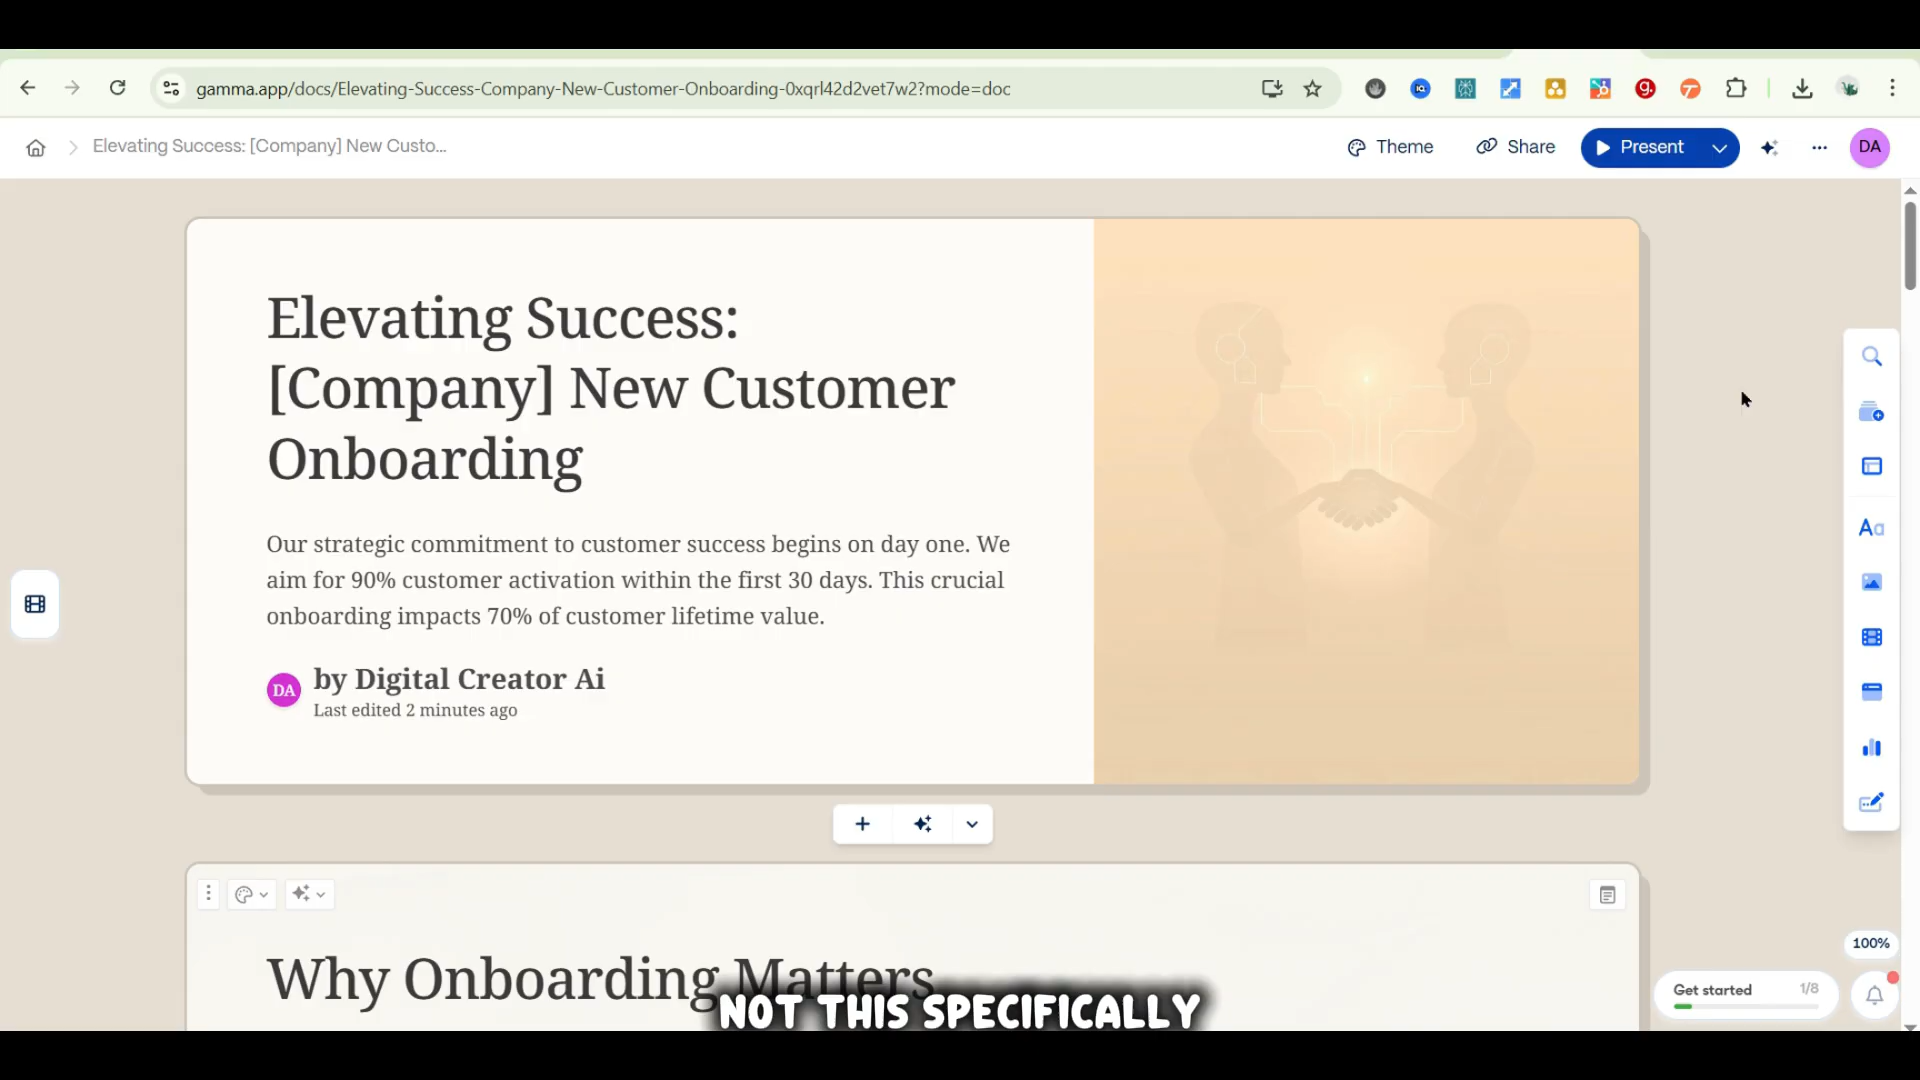 gamma.app/docs/Elevating-Success-Company-New-Customer-Onboarding-0xqrl42d2vet7w2?mode=doc
Elevating Success: [Company] New Custo...
Theme
Share
Present
DA
Elevating Success:
[Company] New Customer
Onboarding
Our strategic commitment to customer success begins on day one. We
aim for 90% customer activation within the first 30 days. This crucial
onboarding impacts 70% of customer lifetime value.
DA
by Digital Creator Ai
Last edited 2 minutes ago
Aa
100%
Why Onboarding Matters
Get started 1/8
NOT THIS SPECIFICALLY